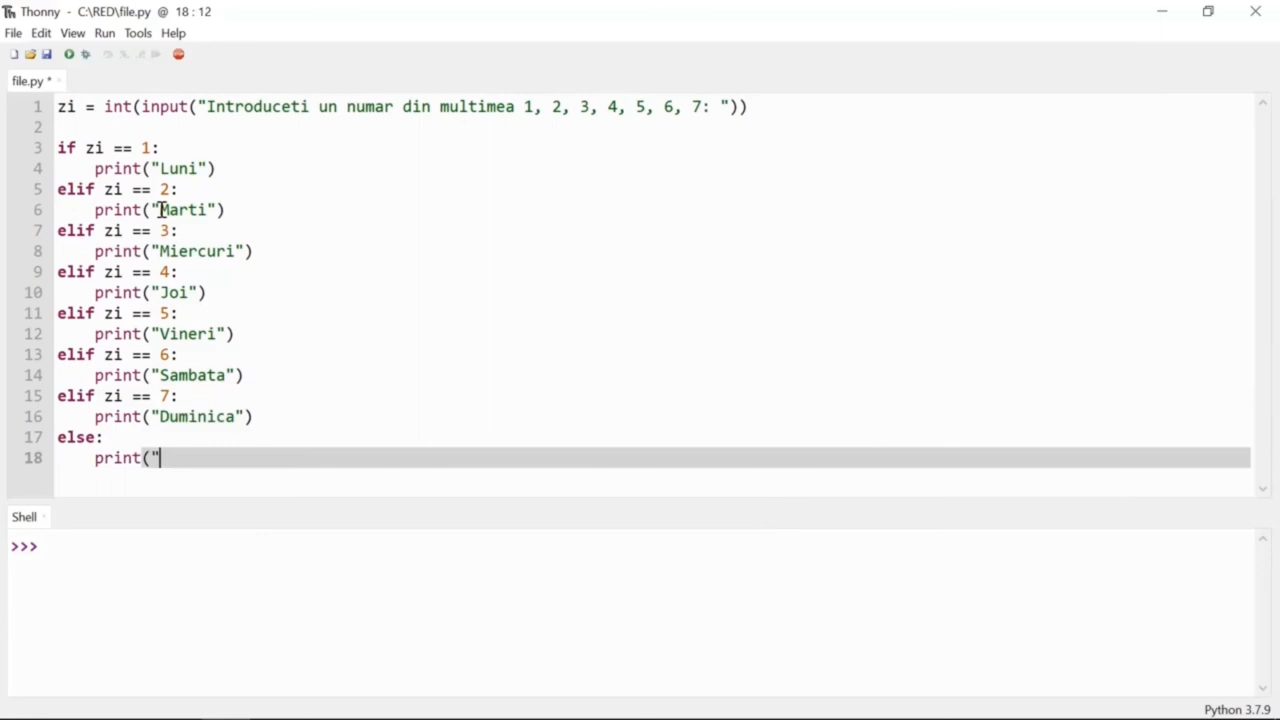 Th Thonny - C:\RED\file.py @ 18 : 12
File Edit View Run Tools Help
file.py *
1 zi = int(input("Introduceti un numar din multimea 1, 2, 3, 4, 5, 6, 7: "))
2
3 if zi == 1:
4 print("Luni")
5 elif zi == 2:
6 print("Marti")
7 elif zi == 3:
8 print("Miercuri")
9 elif zi == 4:
10 print("Joi")
11 elif zi == 5:
12 print("Vineri")
13 elif zi == 6:
14 print("Sambata")
15 elif zi == 7:
16 print("Duminica")
17 else:
18 print("
Shell
>>>
Python 3.7.9